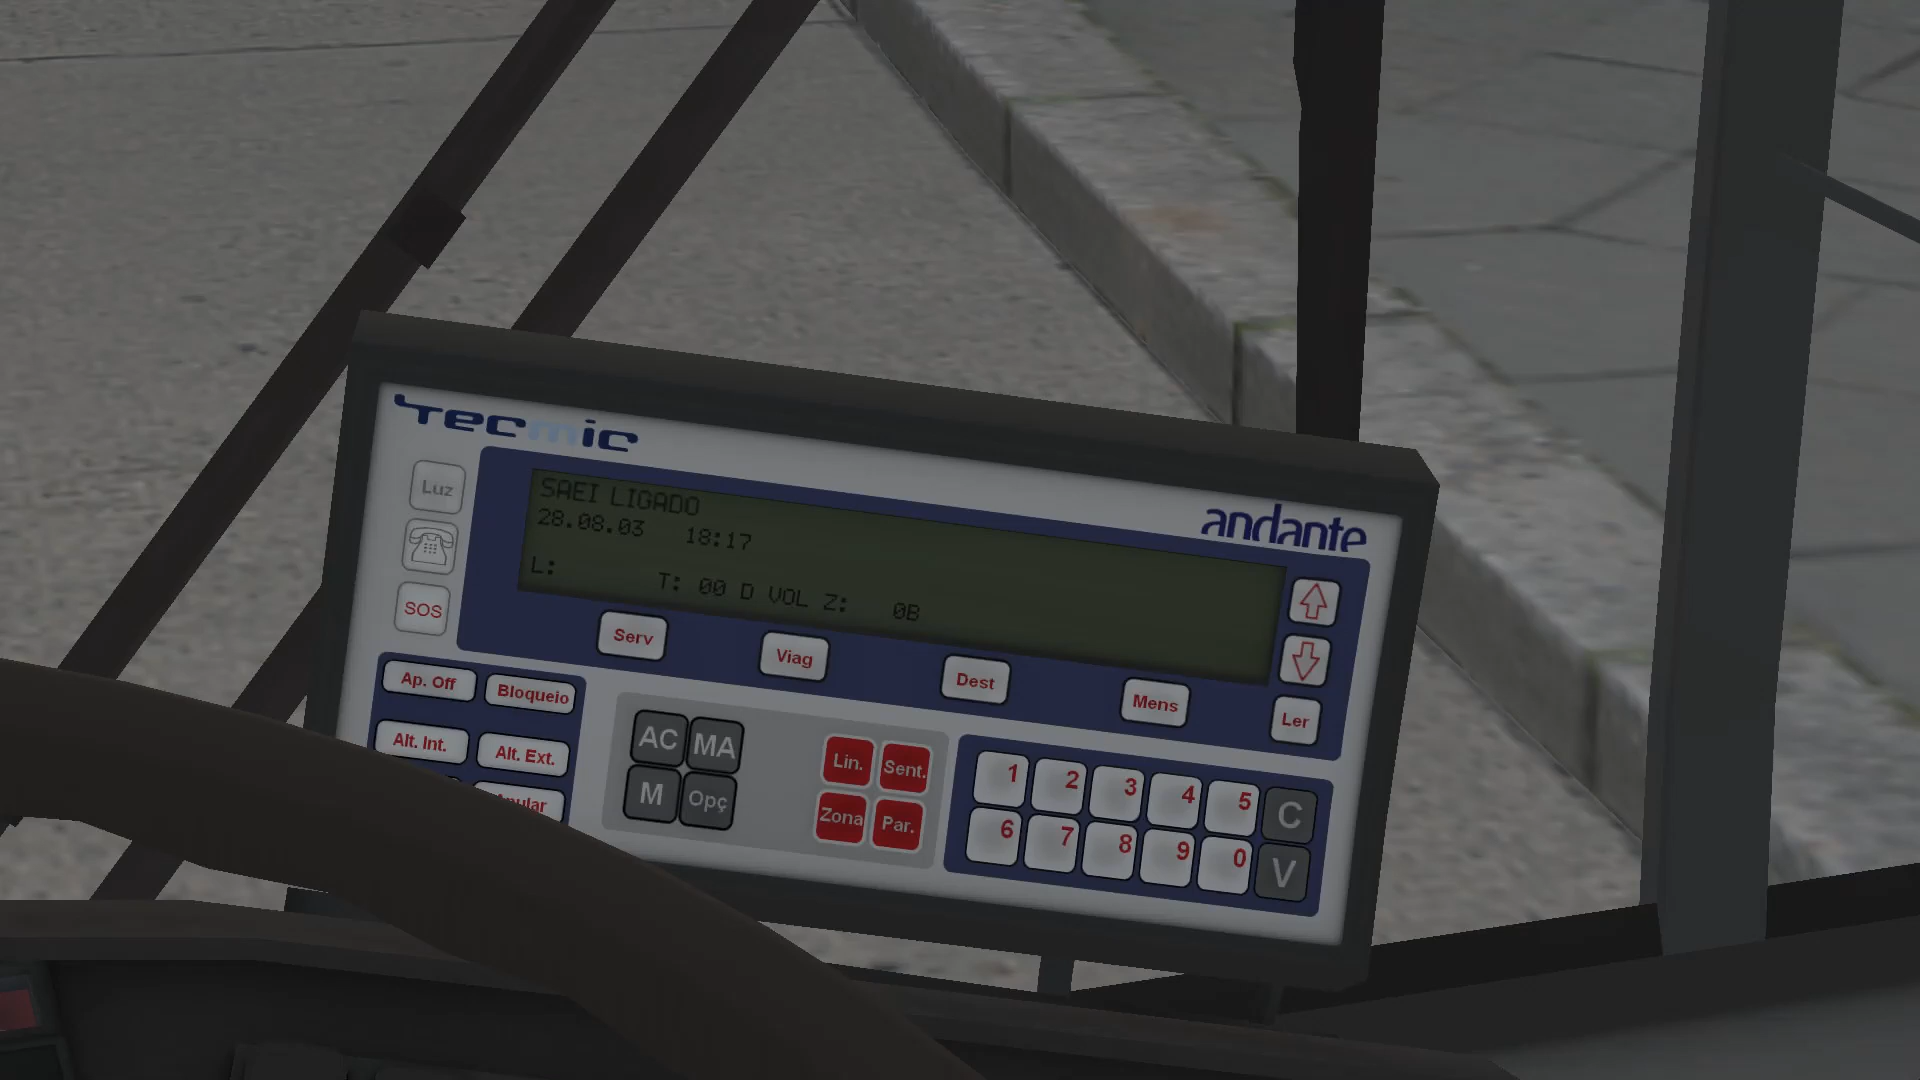 Tecmic
andante
SAEI LIGADO
28.08.03 18:17
L: T: 00 D VOL Z: 0B
Luz
SOS
Serv
Viag
Dest
Mens
Ler
Ap. Off
Bloqueio
Alt. Int.
Alt. Ext.
AC
MA
M
Opç
Lin.
Sent.
Zona
Par.
1 2 3 4 5 C
6 7 8 9 0 V